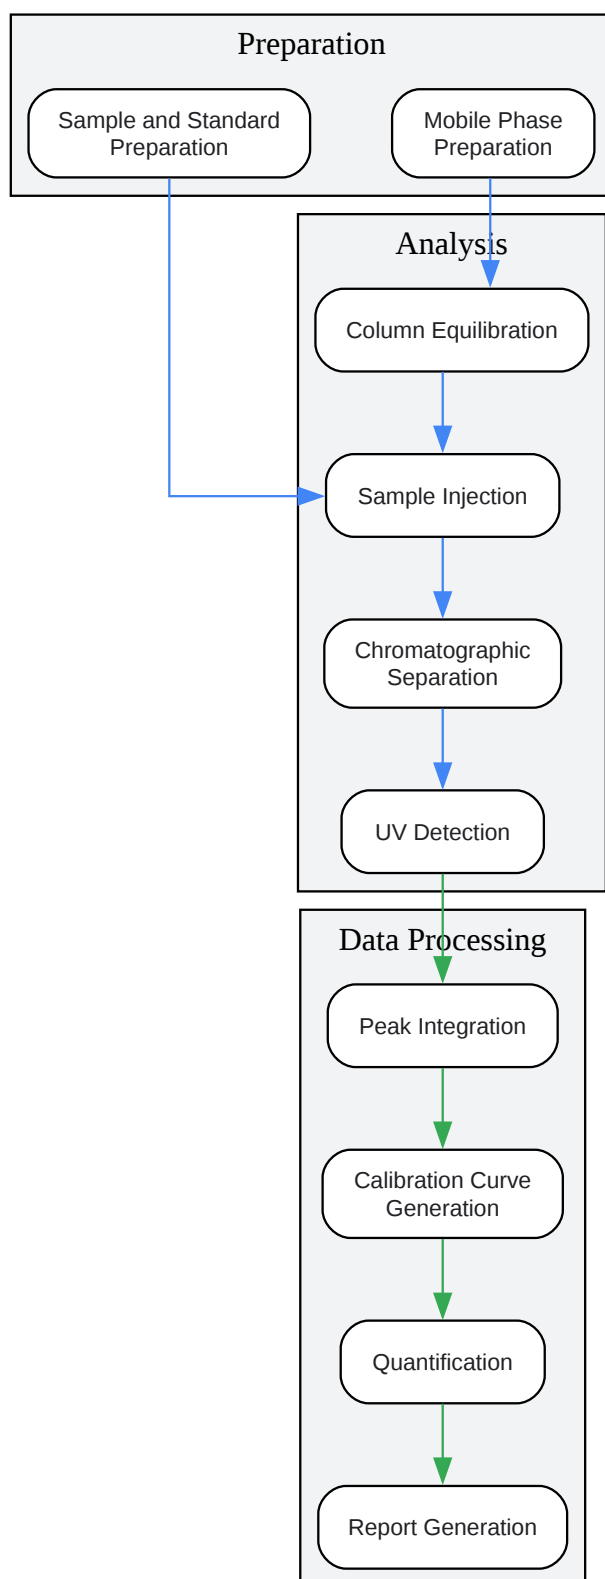 Preparation
Sample and Standard
Preparation
Mobile Phase
Preparation
Analysis
Column Equilibration
Sample Injection
Chromatographic
Separation
UV Detection
Data Processing
Peak Integration
Calibration Curve
Generation
Quantification
Report Generation